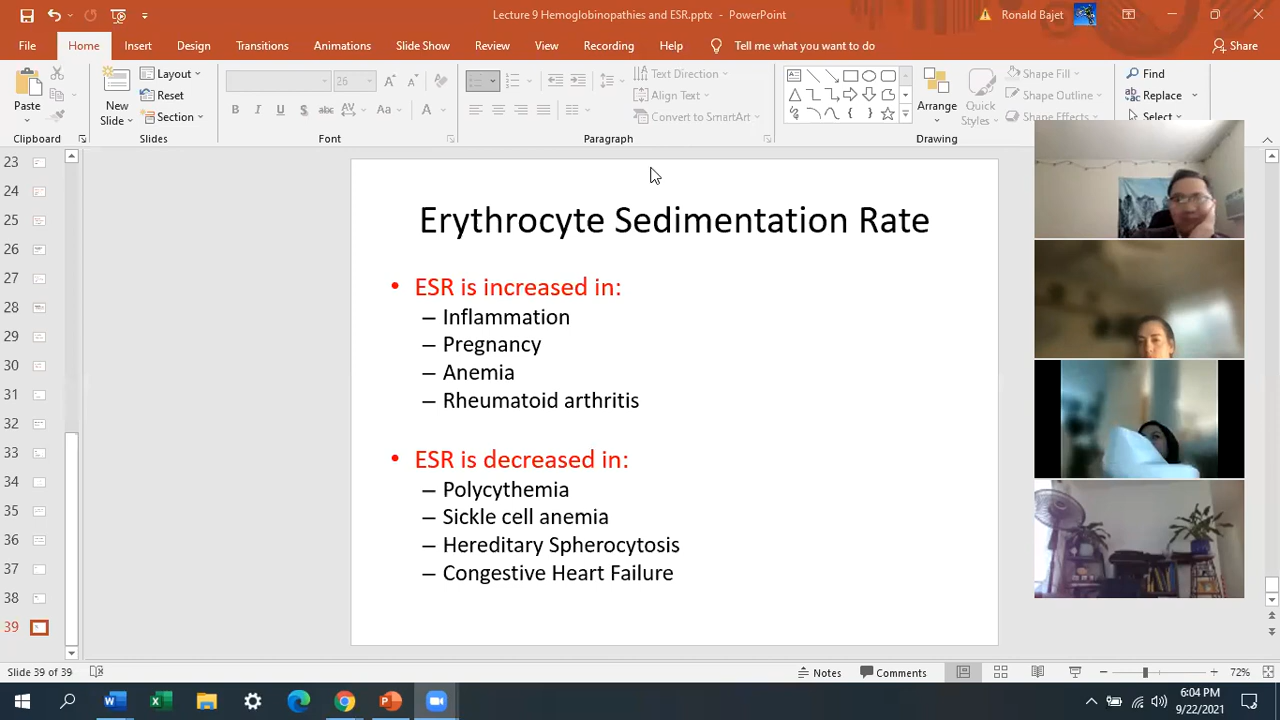 Lecture 9 Hemoglobinopathies and ESR.pptx - PowerPoint
Ronald Bajet
File Home Insert Design Transitions Animations Slide Show Review View Recording Help Tell me what you want to do Share
Paste
New
Slide
Layout
Reset
Section
26
B I U S abc AV Aa A
Text Direction
Align Text
Convert to SmartArt
Arrange
Quick
Styles
Shape Fill
Shape Outline
Shape Effects
Find
Replace
Select
Clipboard Slides Font Paragraph Drawing
23
24
25
26
27
28
29
30
31
32
33
34
35
36
37
38
39
Erythrocyte Sedimentation Rate
• ESR is increased in:
– Inflammation
– Pregnancy
– Anemia
– Rheumatoid arthritis
• ESR is decreased in:
– Polycythemia
– Sickle cell anemia
– Hereditary Spherocytosis
– Congestive Heart Failure
Slide 39 of 39
Notes Comments 72%
6:04 PM
9/22/2021